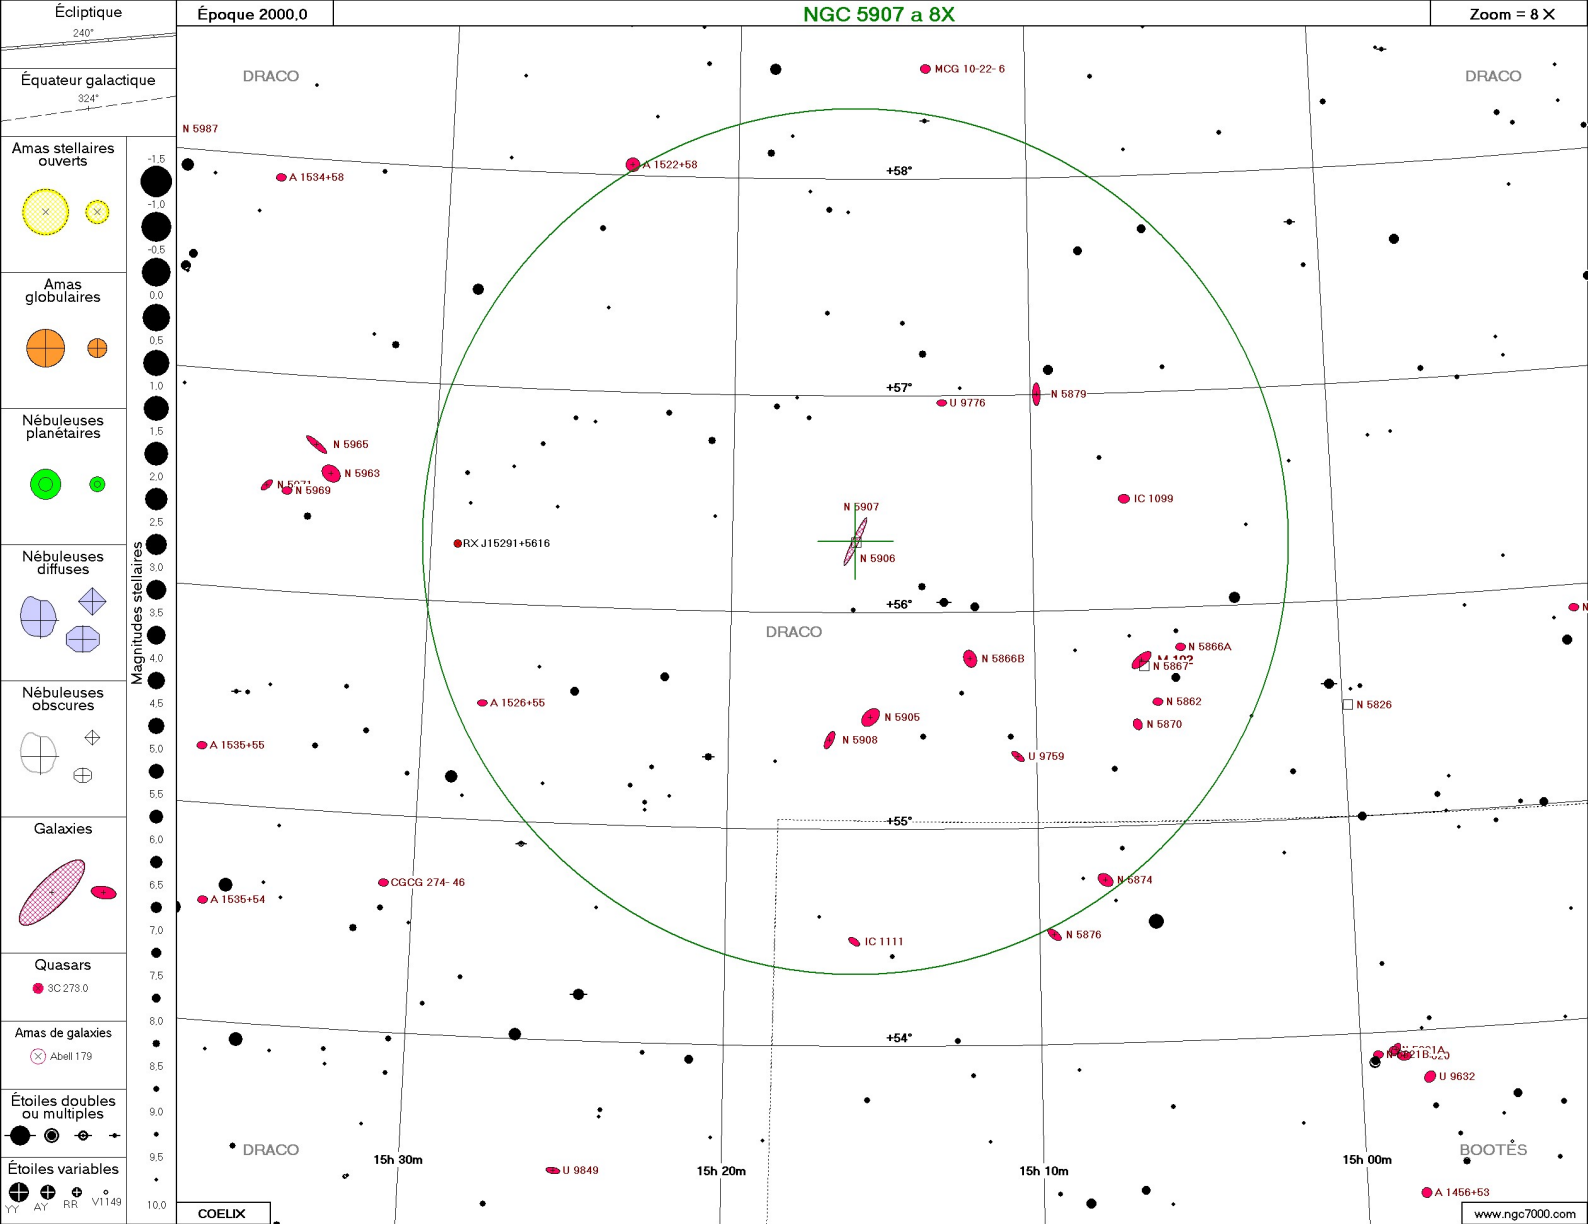 Écliptique
240°
Époque 2000,0
NGC 5907 a 8X
Zoom = 8 X
Équateur galactique
324°
Amas stellaires
ouverts
Amas
globulaires
Nébuleuses
planétaires
Nébuleuses
diffuses
Nébuleuses
obscures
Galaxies
Quasars
3C 273.0
Amas de galaxies
Abell 179
Étoiles doubles
ou multiples
Étoiles variables
YY
AY
RR
V1149
Magnitudes stellaires
-1,5
-1,0
-0,5
0,0
0,5
1,0
1,5
2,0
2,5
3,0
3,5
4,0
4,5
5,0
5,5
6,0
6,5
7,0
7,5
8,0
8,5
9,0
9,5
10,0
DRACO
MCG 10-22- 6
DRACO
N 5987
A 1522+58
A 1534+58
+58°
+57°
N 5879
U 9776
N 5965
N 5963
N 5969
IC 1099
N 5907
RX J15291+5616
N 5906
+56°
DRACO
N 5866A
N 5866B
N 5867
A 1526+55
N 5862
N 5826
N 5905
N 5870
N 5908
A 1535+55
U 9759
+55°
CGCG 274- 46
N 5874
A 1535+54
N 5876
IC 1111
+54°
U 9632
DRACO
BOOTES
15h 30m
15h 20m
15h 10m
15h 00m
U 9849
A 1456+53
COELIX
www.ngc7000.com